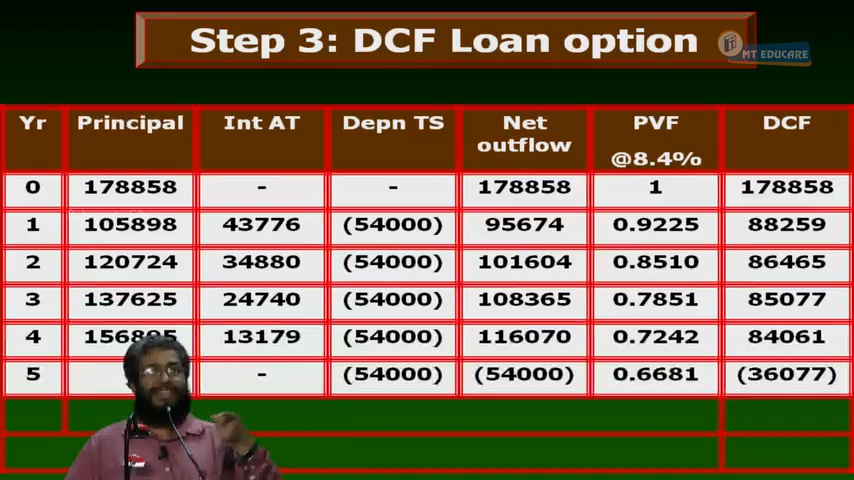 Step 3: DCF Loan option
MT EDUCARE
Yr Principal Int AT Depn TS Net outflow PVF @8.4% DCF
0 178858 - - 178858 1 178858
1 105898 43776 (54000) 95674 0.9225 88259
2 120724 34880 (54000) 101604 0.8510 86465
3 137625 24740 (54000) 108365 0.7851 85077
4 156895 13179 (54000) 116070 0.7242 84061
5 - (54000) (54000) 0.6681 (36077)